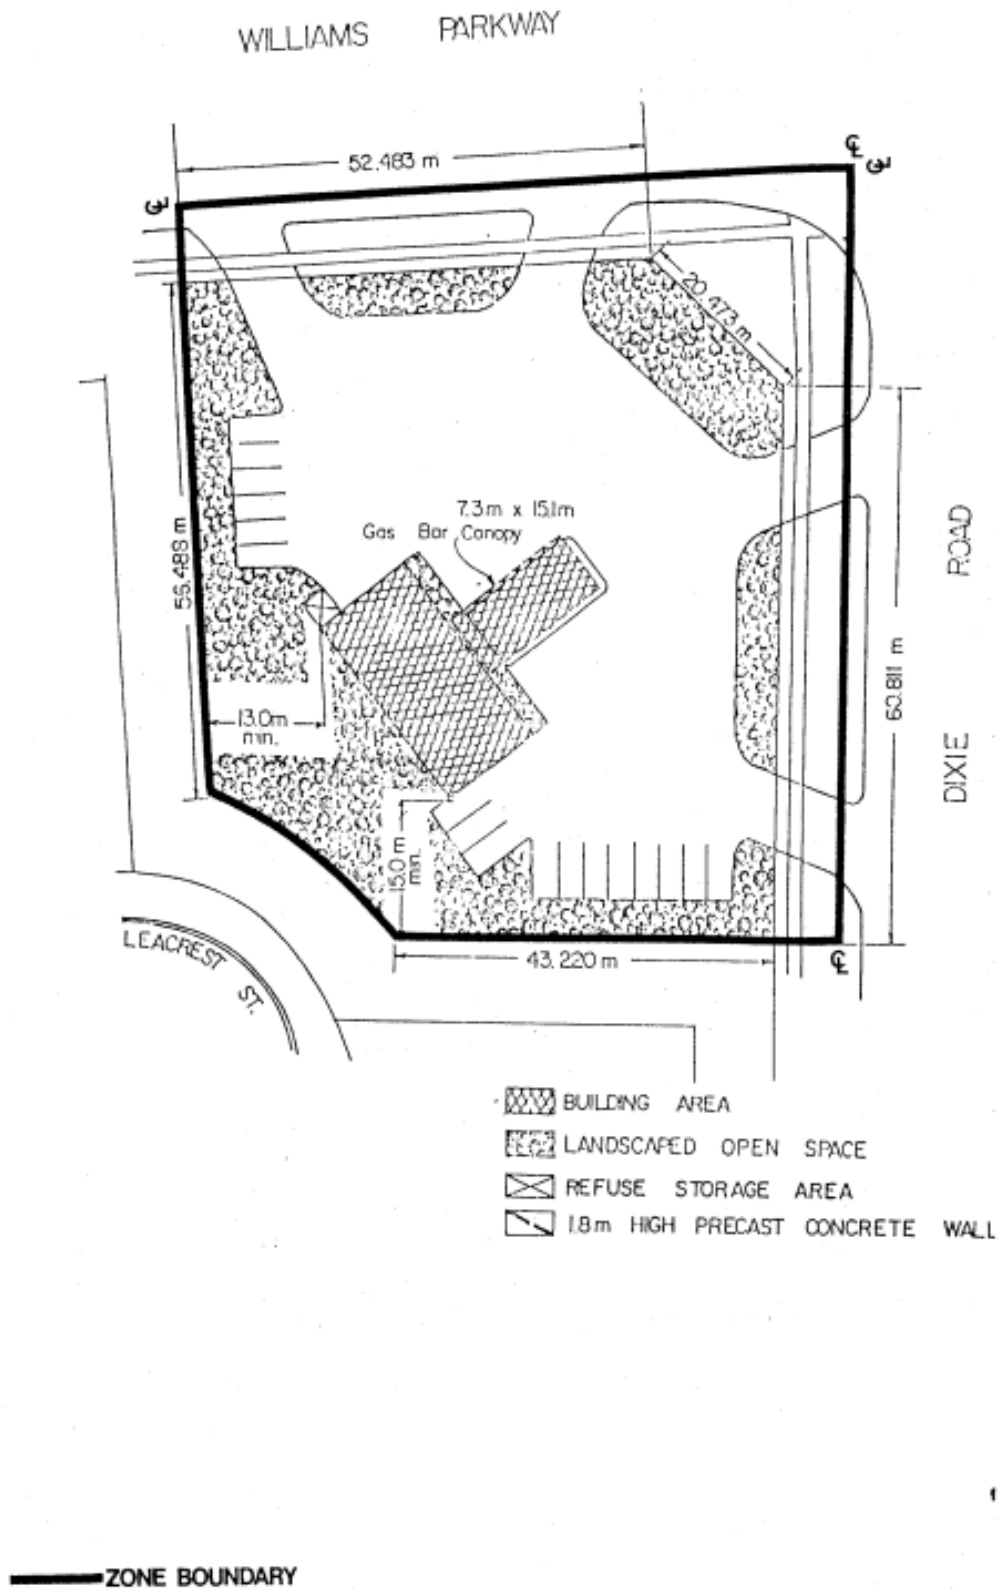 WILLIAMS PARKWAY
52.483 m
℄
℄
℄
20.473 m
7.3m x 15.1m
Gas Bar Canopy
56.488 m
ROAD
60.811 m
13.0m
min.
DIXIE
15.0 m
min.
LEACREST ST.
43.220 m
℄
BUILDING AREA
LANDSCAPED OPEN SPACE
REFUSE STORAGE AREA
1.8m HIGH PRECAST CONCRETE WALL
ZONE BOUNDARY